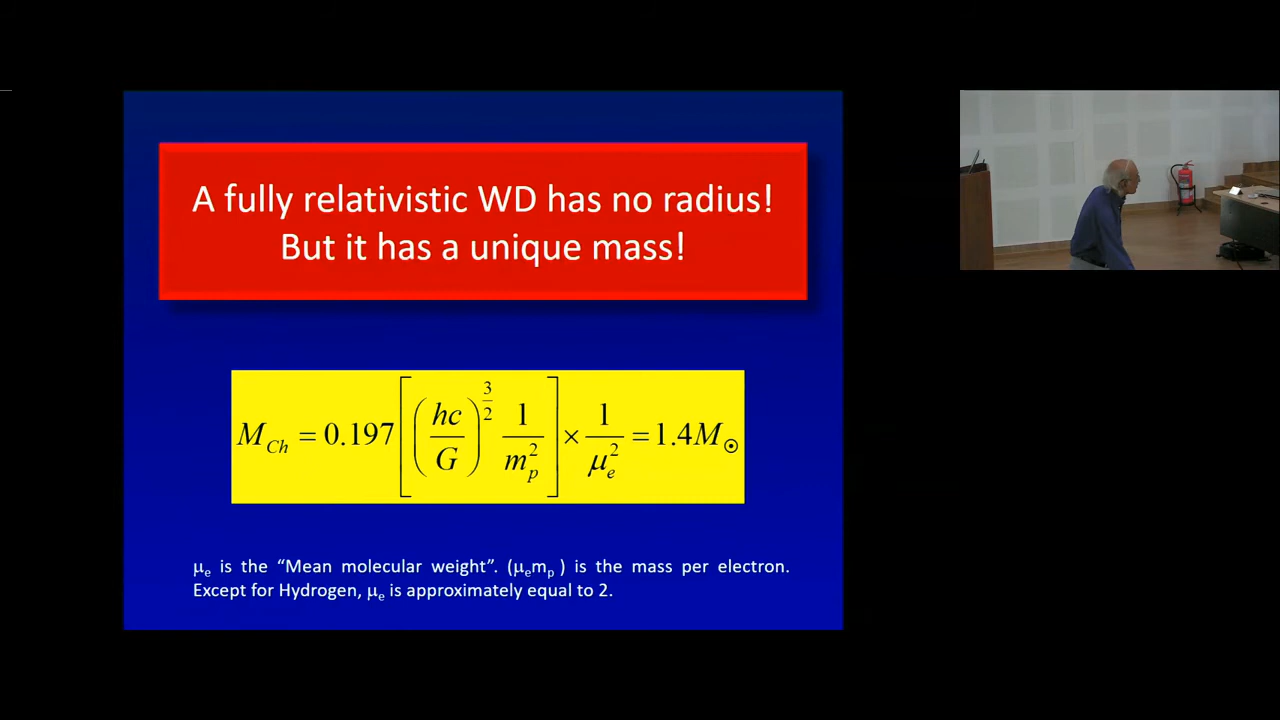 A fully relativistic WD has no radius!
But it has a unique mass!
M_{Ch} = 0.197 [ ( hc / G )^{3/2} 1 / m_p^2 ] × 1 / μ_e^2 = 1.4M_☉
μ_e is the “Mean molecular weight”. (μ_e m_p ) is the mass per electron.
Except for Hydrogen, μ_e is approximately equal to 2.